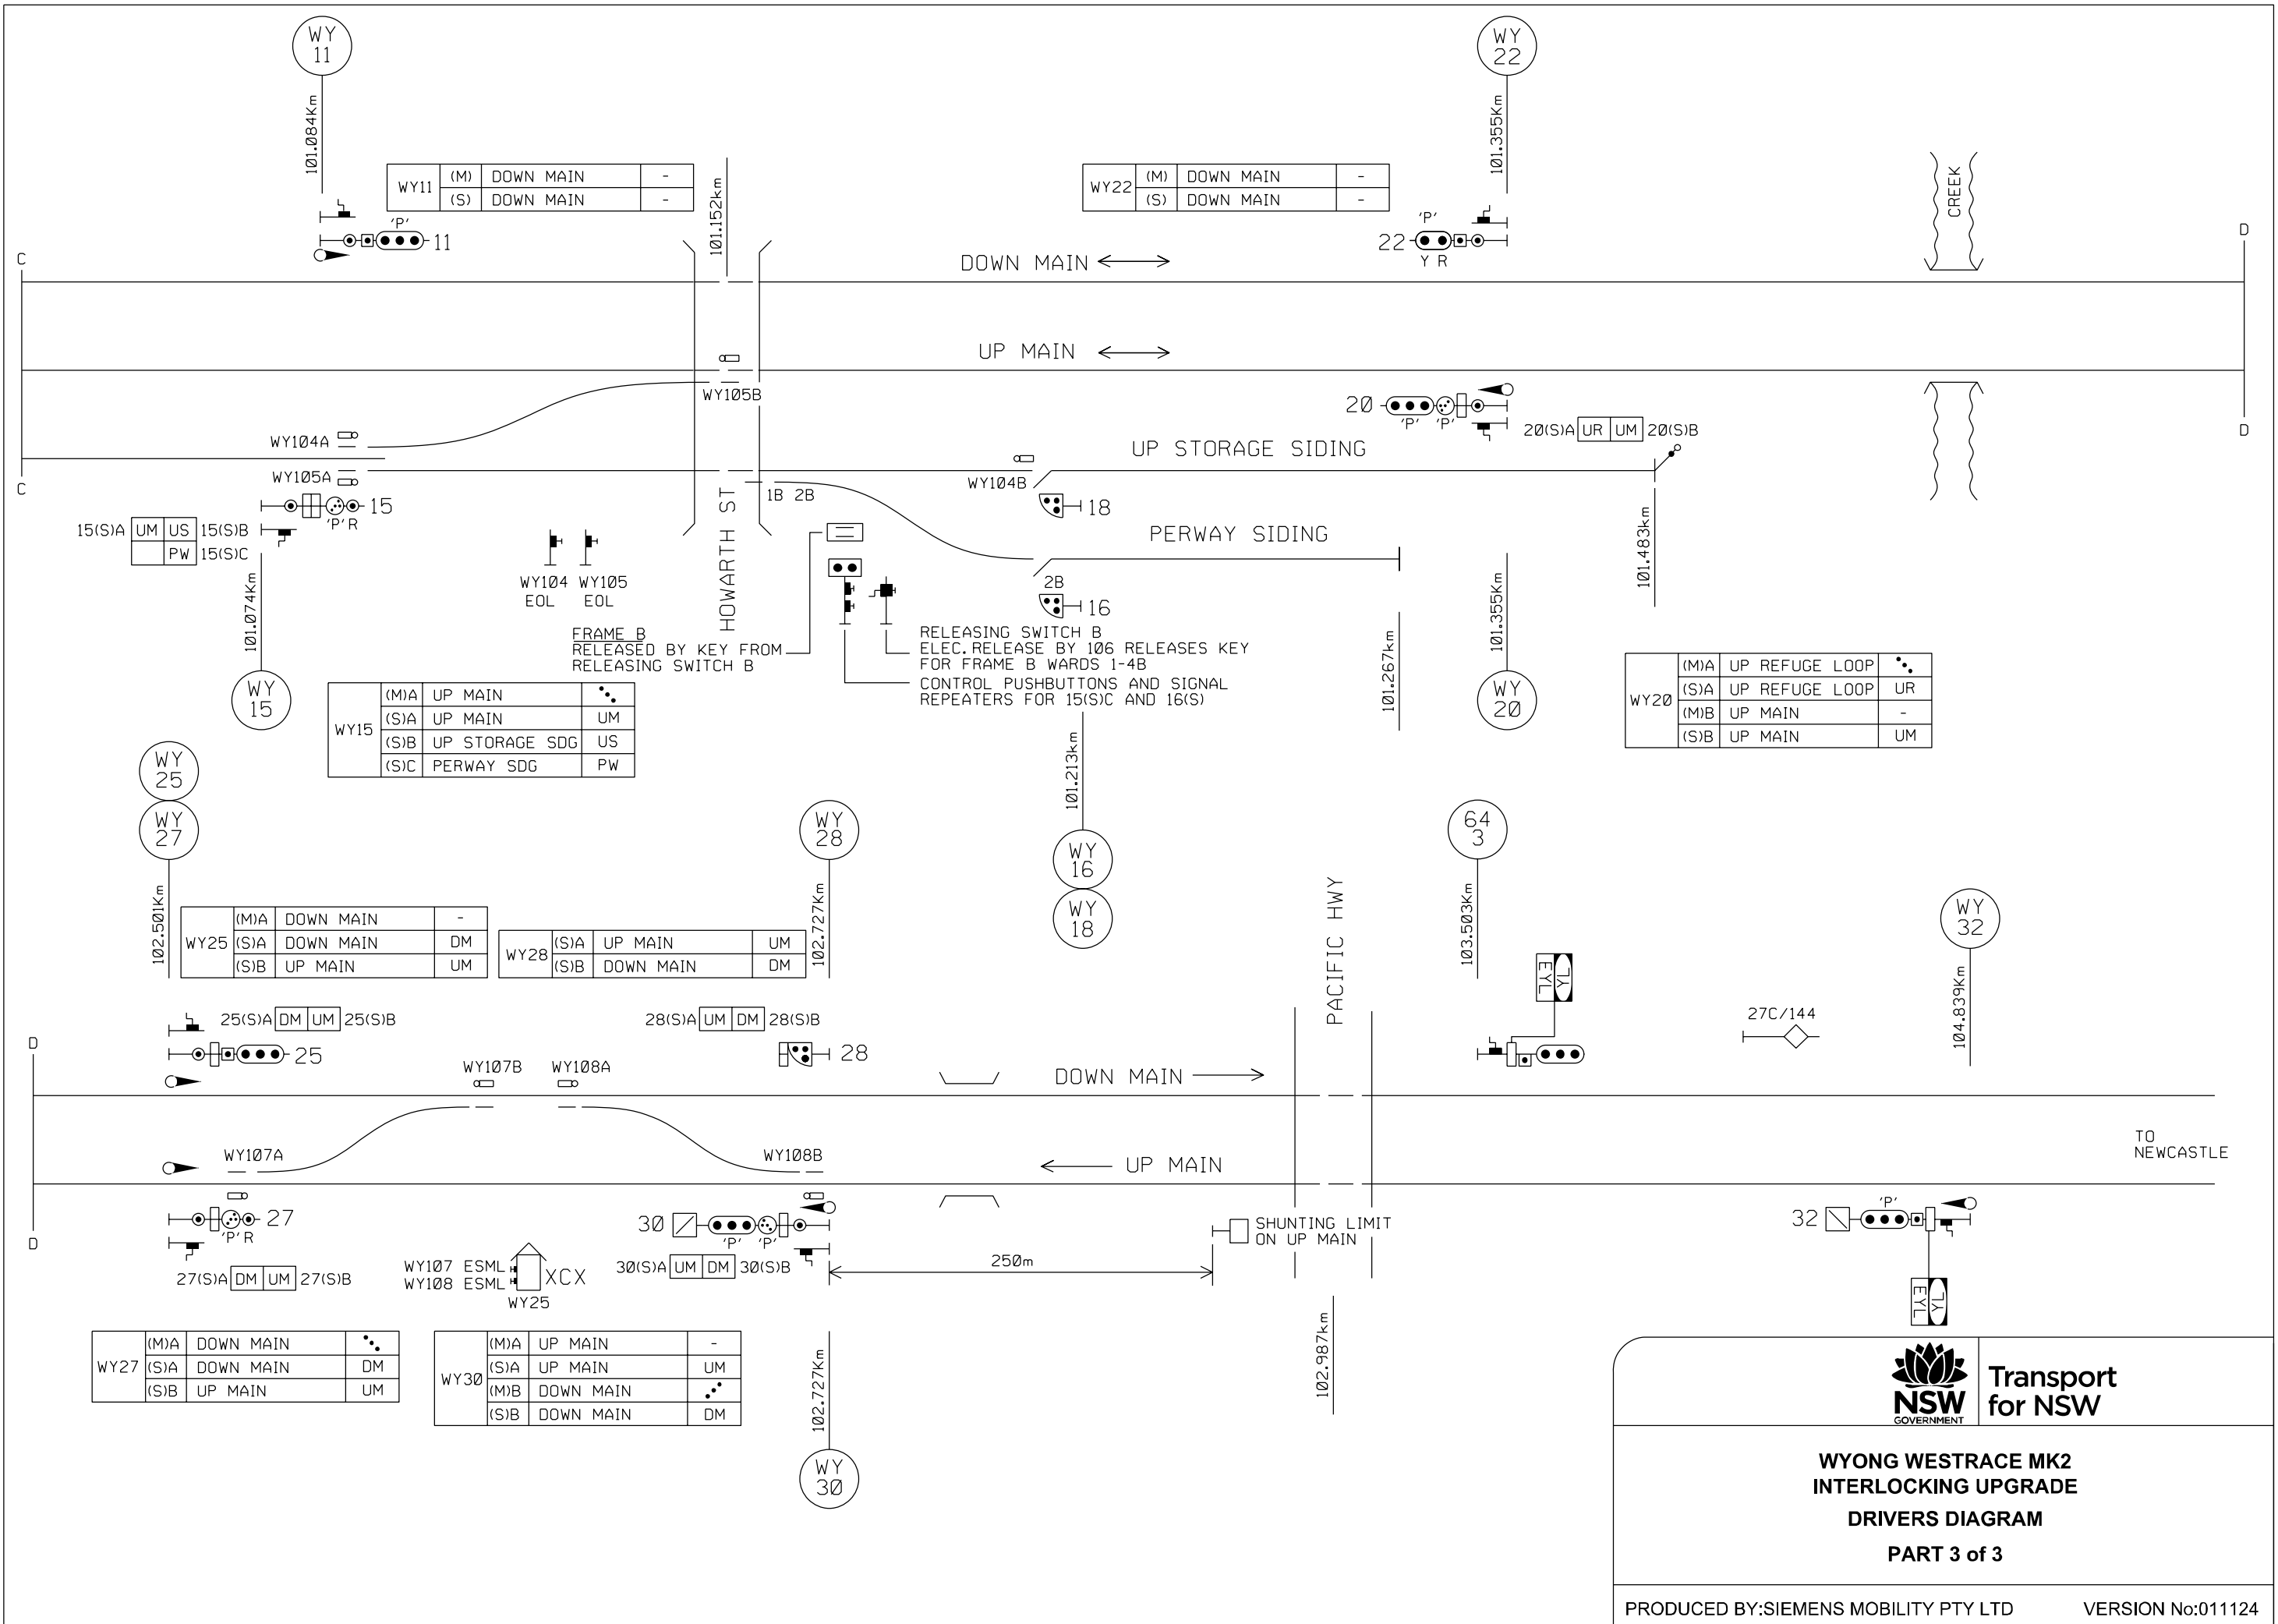 WY
11
WY
22
101.084Km
101.355Km
WY11 (M) DOWN MAIN -
(S) DOWN MAIN -
101.152km
WY22 (M) DOWN MAIN -
(S) DOWN MAIN -
CREEK
'P'
11
'P'
22
Y R
C
D
DOWN MAIN
UP MAIN
WY105B
WY104A
20
'P' 'P'
20(S)A UR UM 20(S)B
D
UP STORAGE SIDING
C
WY105A
WY104B
1B 2B
15
'P' R
15(S)A UM US 15(S)B
PW 15(S)C
18
PERWAY SIDING
HOWARTH ST
101.483km
101.074Km
WY104
EOL
WY105
EOL
2B
16
101.355Km
FRAME B
RELEASED BY KEY FROM
RELEASING SWITCH B
RELEASING SWITCH B
ELEC.RELEASE BY 106 RELEASES KEY
FOR FRAME B WARDS 1-4B
CONTROL PUSHBUTTONS AND SIGNAL
REPEATERS FOR 15(S)C AND 16(S)
101.267km
WY
15
WY
20
WY15 (M)A UP MAIN
(S)A UP MAIN UM
(S)B UP STORAGE SDG US
(S)C PERWAY SDG PW
WY20 (M)A UP REFUGE LOOP
(S)A UP REFUGE LOOP UR
(M)B UP MAIN -
(S)B UP MAIN UM
101.213km
WY
25
WY
27
WY
28
WY
16
WY
18
64
3
WY
32
102.501Km
102.727Km
PACIFIC HWY
103.503Km
104.839Km
WY25 (M)A DOWN MAIN -
(S)A DOWN MAIN DM
(S)B UP MAIN UM
WY28 (S)A UP MAIN UM
(S)B DOWN MAIN DM
EYL YL
25(S)A DM UM 25(S)B
28(S)A UM DM 28(S)B
27C/144
D
25
28
WY107B
WY108A
DOWN MAIN
WY107A
WY108B
UP MAIN
TO
NEWCASTLE
27
'P' R
30
'P' 'P'
SHUNTING LIMIT
ON UP MAIN
32
'P'
D
27(S)A DM UM 27(S)B
WY107 ESML
WY108 ESML
XCX
WY25
30(S)A UM DM 30(S)B
250m
EYL YL
WY27 (M)A DOWN MAIN
(S)A DOWN MAIN DM
(S)B UP MAIN UM
WY30 (M)A UP MAIN -
(S)A UP MAIN UM
(M)B DOWN MAIN
(S)B DOWN MAIN DM
102.727Km
102.987km
WY
30
NSW
GOVERNMENT
Transport
for NSW
WYONG WESTRACE MK2
INTERLOCKING UPGRADE
DRIVERS DIAGRAM
PART 3 of 3
PRODUCED BY:SIEMENS MOBILITY PTY LTD VERSION No:011124